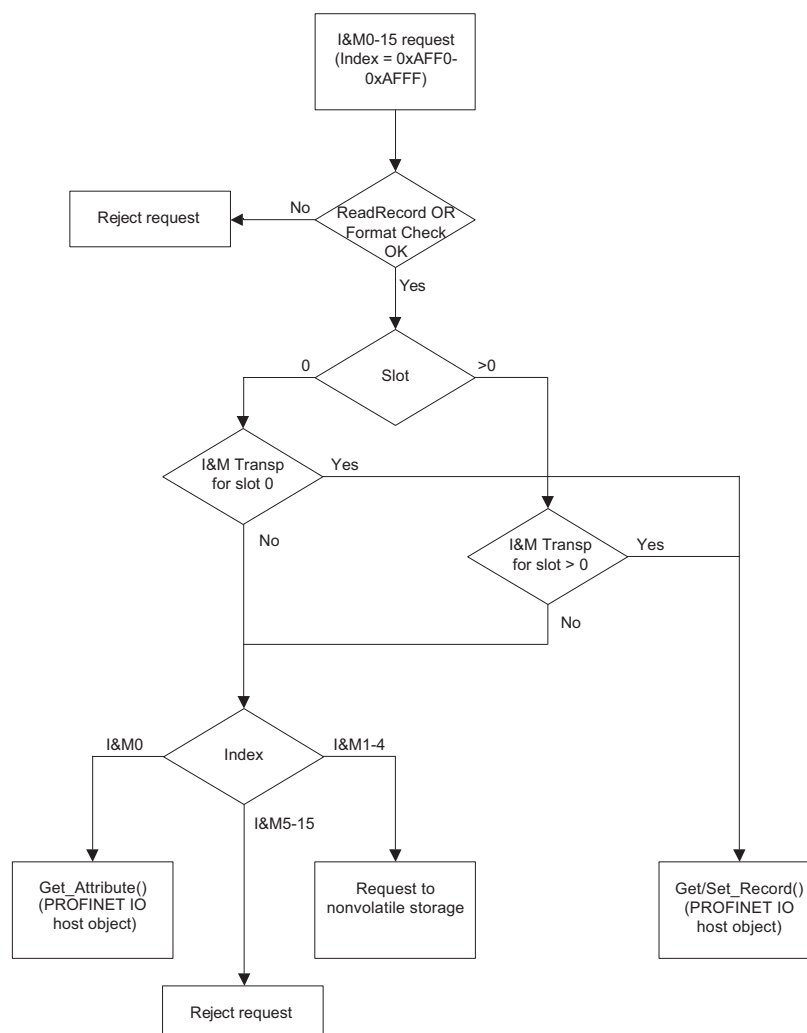 I&M0-15 request
(Index = 0xAFF0-
0xAFFF)
Reject request
No
ReadRecord OR
Format Check
OK
Yes
0
Slot
>0
I&M Transp
for slot 0
Yes
No
I&M Transp
for slot > 0
Yes
No
I&M0
Index
I&M1-4
I&M5-15
Get_Attribute()
(PROFINET IO
host object)
Request to
nonvolatile storage
Get/Set_Record()
(PROFINET IO
host object)
Reject request